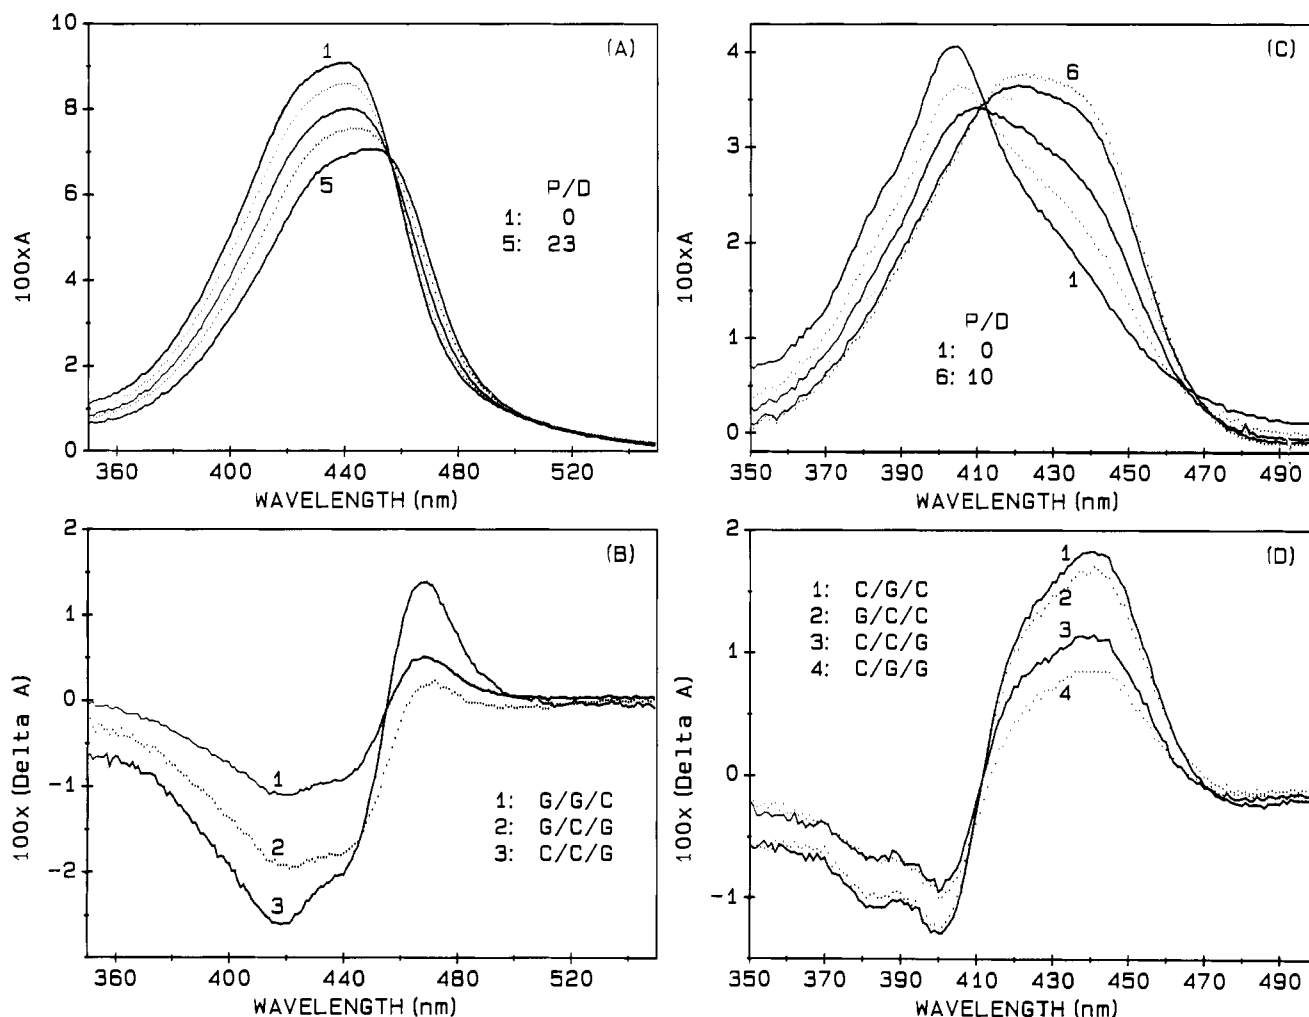 (A)
10
8
6
4
2
0
100xA
1
5
P/D
1: 0
5: 23
360 400 440 480 520
WAVELENGTH (nm)
(C)
4
3
2
1
0
100xA
6
1
P/D
1: 0
6: 10
350 370 390 410 430 450 470 490
WAVELENGTH (nm)
(B)
2
1
0
-1
-2
100x (Delta A)
1
2
3
1: G/G/C
2: G/C/G
3: C/C/G
360 400 440 480 520
WAVELENGTH (nm)
(D)
2
1
0
-1
100x (Delta A)
1
2
3
4
1: C/G/C
2: G/C/C
3: C/C/G
4: C/G/G
350 370 390 410 430 450 470 490
WAVELENGTH (nm)